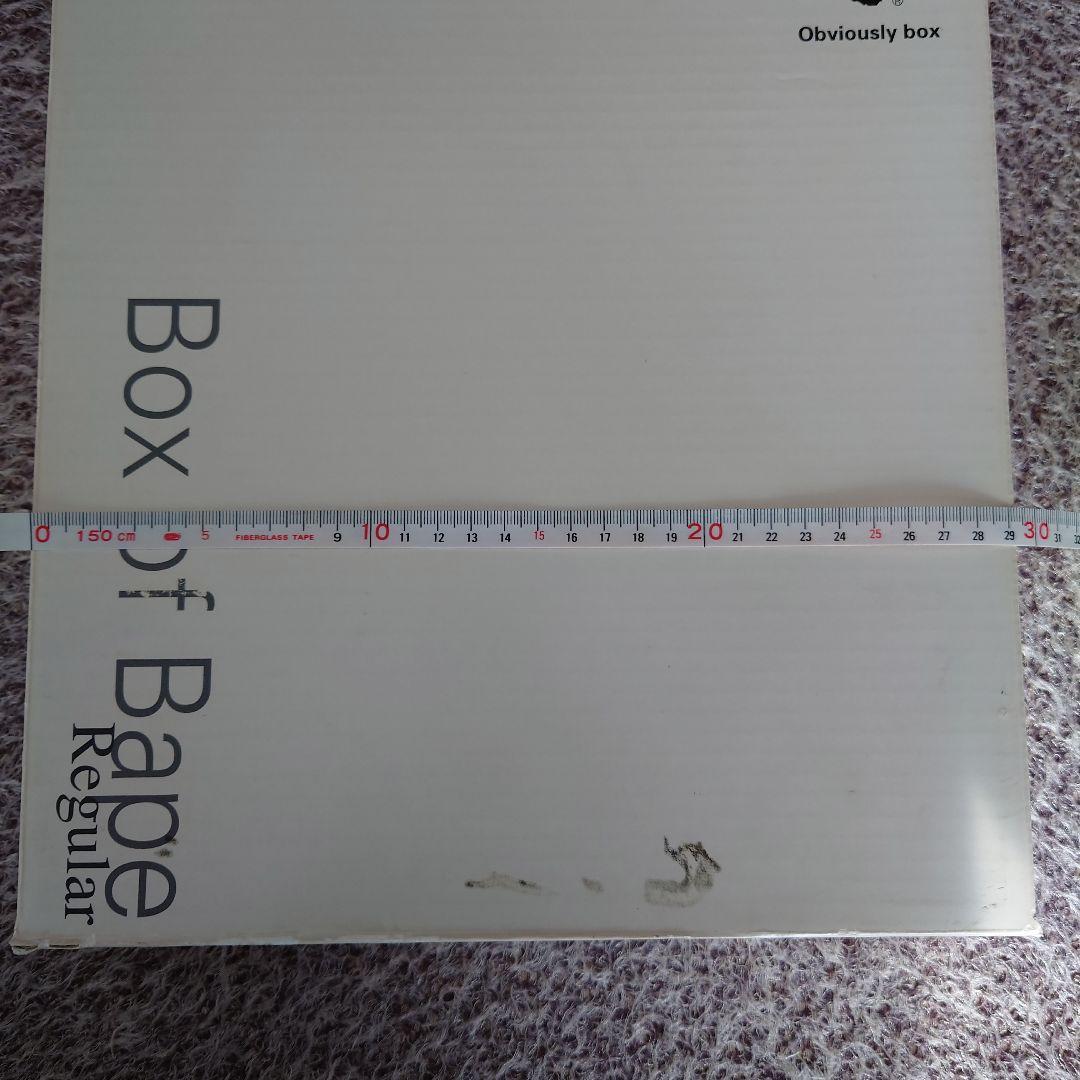 ®
Obviously box
Box of Bape
Regular
0 150 cm 5 FIBERGLASS TAPE 9 10 11 12 13 14 15 16 17 18 19 20 21 22 23 24 25 26 27 28 29 30 31